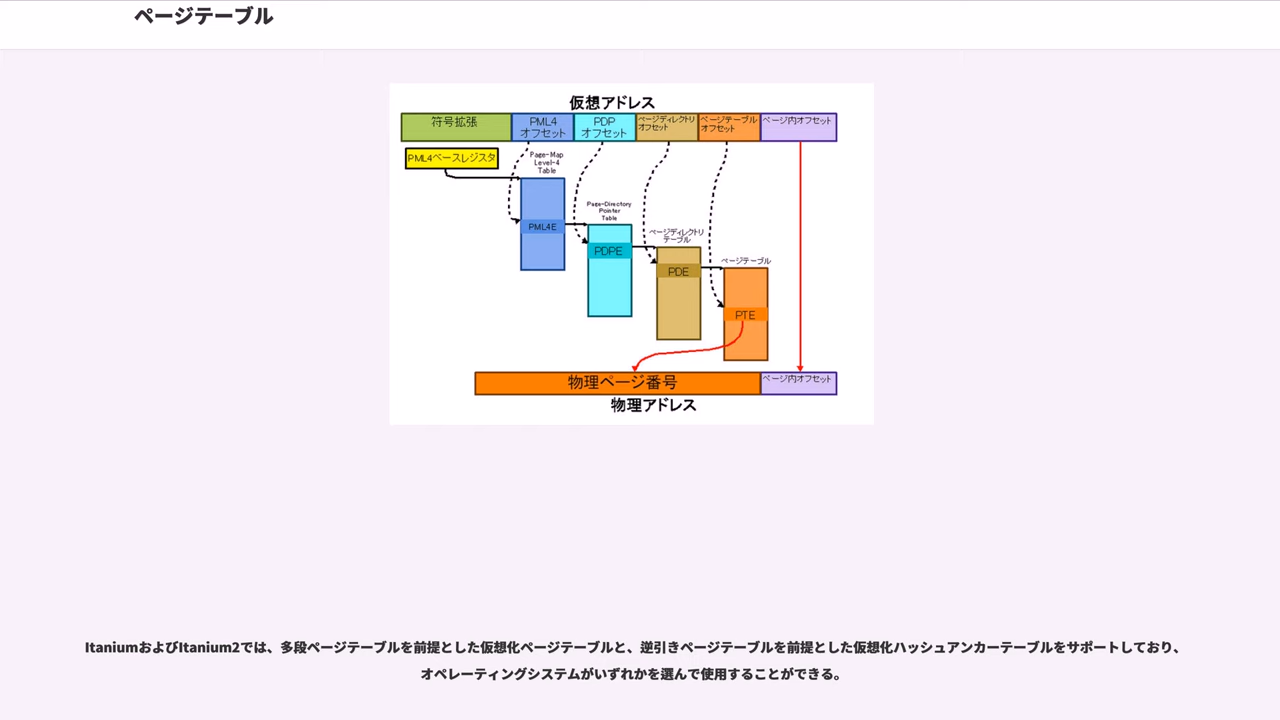 ページテーブル
仮想アドレス
符号拡張
PML4
オフセット
PDP
オフセット
ページディレクトリ
オフセット
ページテーブル
オフセット
ページ内オフセット
PML4ベースレジスタ
Page-Map
Level-4
Table
PML4E
Page-Directory
Pointer
Table
PDPE
ページディレクトリ
テーブル
PDE
ページテーブル
PTE
物理ページ番号
ページ内オフセット
物理アドレス
ItaniumおよびItanium2では、多段ページテーブルを前提とした仮想化ページテーブルと、逆引きページテーブルを前提とした仮想化ハッシュアンカーテーブルをサポートしており、
オペレーティングシステムがいずれかを選んで使用することができる。